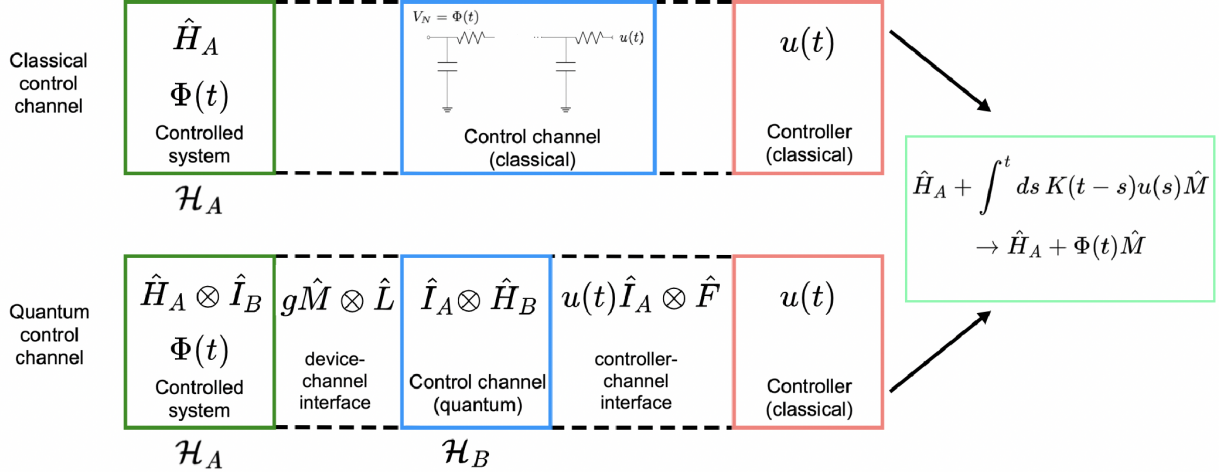 Classical
control
channel
Ĥ_A
Φ(t)
Controlled
system
ℋ_A
V_N = Φ(t)
u(t)
Control channel
(classical)
u(t)
Controller
(classical)
Quantum
control
channel
Ĥ_A ⊗ Î_B
Φ(t)
Controlled
system
ℋ_A
gM̂ ⊗ L̂
device-
channel
interface
Î_A ⊗ Ĥ_B
Control channel
(quantum)
ℋ_B
u(t)Î_A ⊗ F̂
controller-
channel
interface
u(t)
Controller
(classical)
Ĥ_A + ∫^t ds K(t − s)u(s)M̂
→ Ĥ_A + Φ(t)M̂